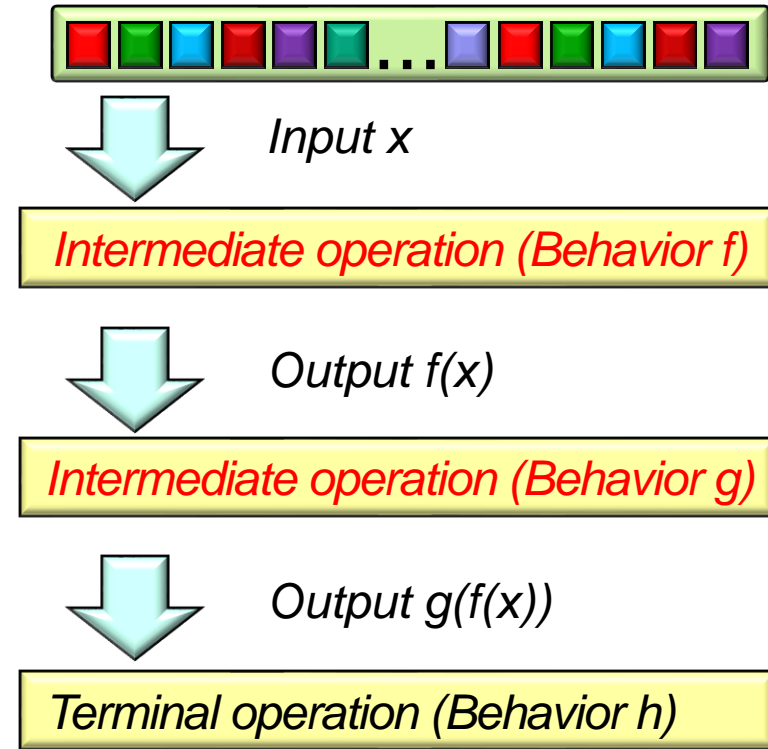 ...
Input x
Intermediate operation (Behavior f)
Output f(x)
Intermediate operation (Behavior g)
Output g(f(x))
Terminal operation (Behavior h)